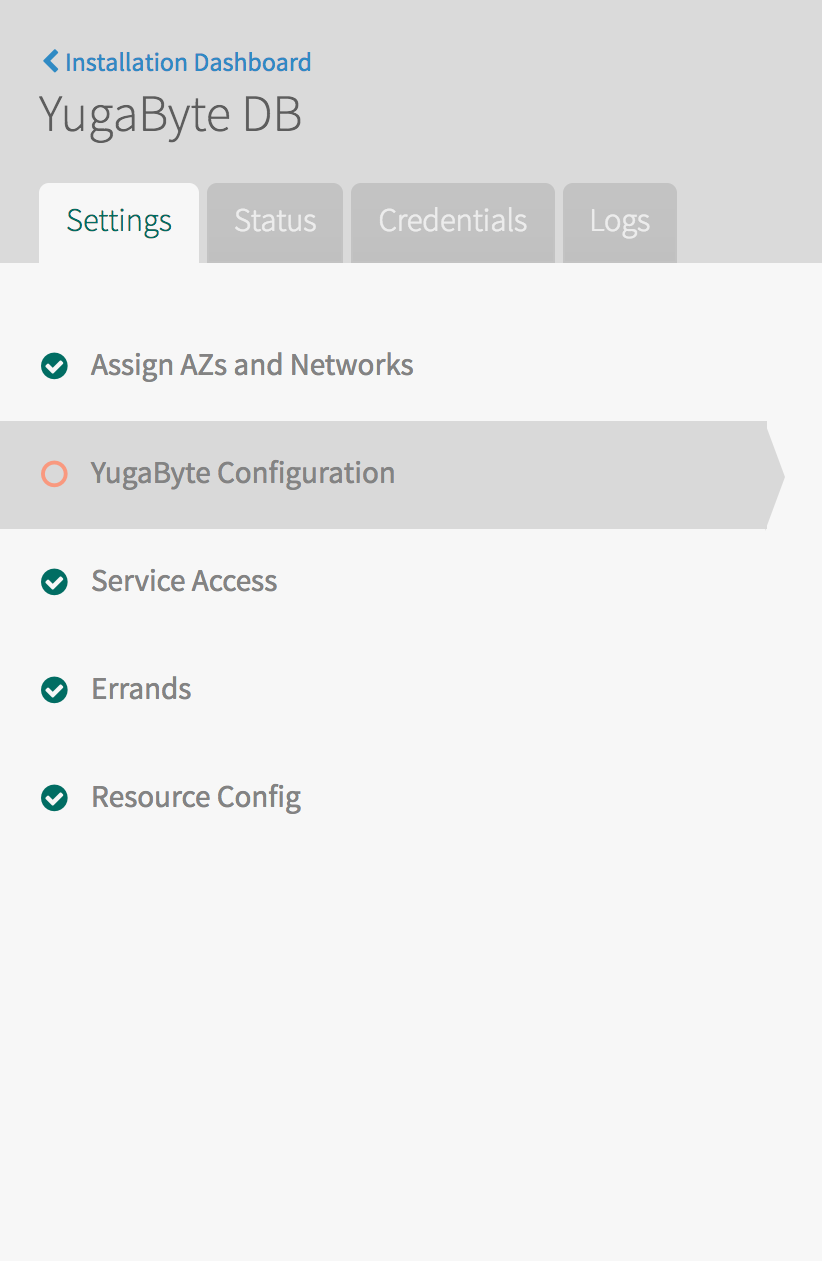 Installation Dashboard
YugaByte DB
Settings Status Credentials Logs
Assign AZs and Networks
YugaByte Configuration
Service Access
Errands
Resource Config